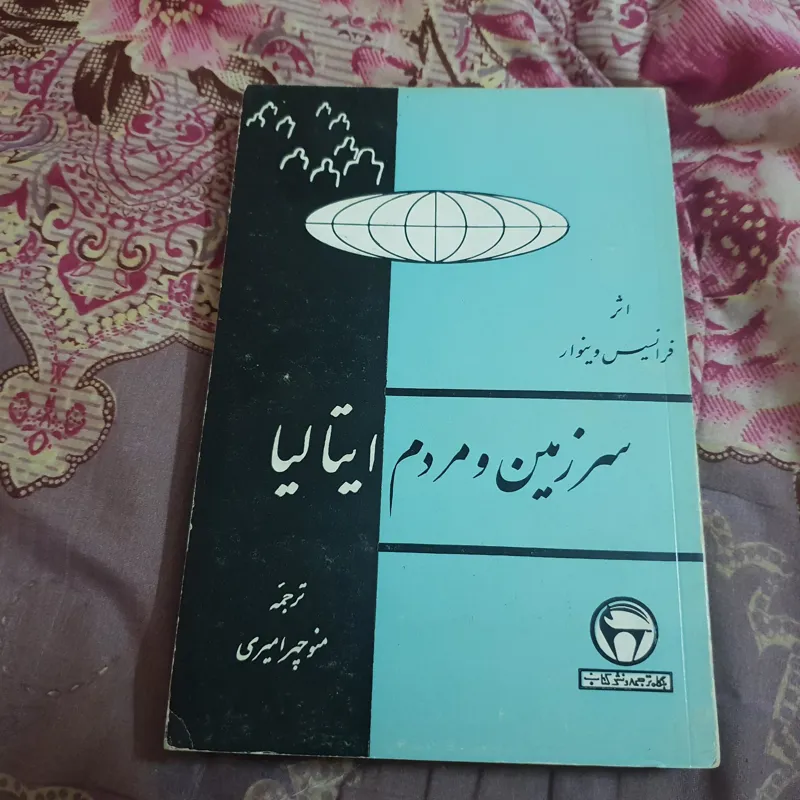 اثر
فرانسیس وینوار
سرزمین و مردم ایتالیا
ترجمه
منوچهر امیری
بنگاه ترجمه و نشر کتاب